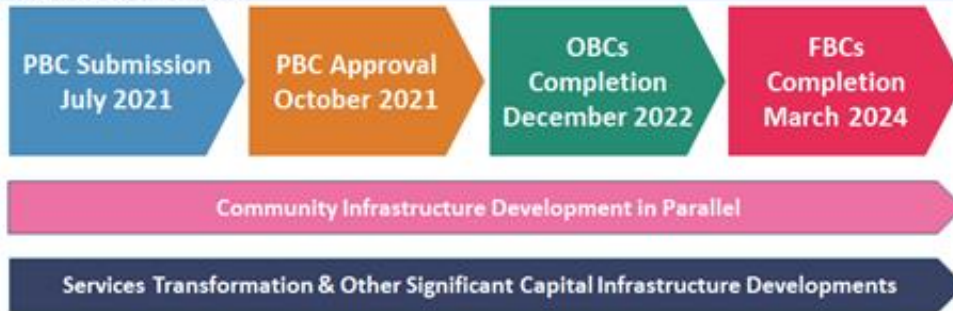 PBC Submission
July 2021
PBC Approval
October 2021
OBCs
Completion
December 2022
FBCs
Completion
March 2024
Community Infrastructure Development in Parallel
Services Transformation & Other Significant Capital Infrastructure Developments